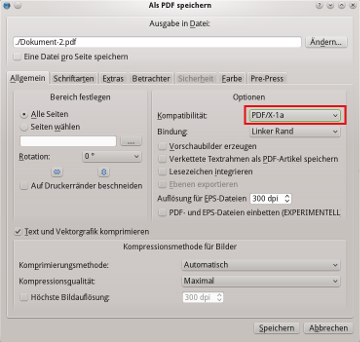 Als PDF speichern
Ausgabe in Datei:
./Dokument-2.pdf
Ändern...
Eine Datei pro Seite speichern
Allgemein Schriftarten Extras Betrachter Sicherheit Farbe Pre-Press
Bereich festlegen
Alle Seiten
Seiten wählen
...
Rotation: 0 °
Auf Druckerränder beschneiden
Optionen
Kompatibilität: PDF/X-1a
Bindung: Linker Rand
Vorschaubilder erzeugen
Verkettete Textrahmen als PDF-Artikel speichern
Lesezeichen integrieren
Ebenen exportieren
Auflösung für EPS-Dateien 300 dpi
PDF- und EPS-Dateien einbetten (EXPERIMENTELL
Text und Vektorgrafik komprimieren
Kompressionsmethode für Bilder
Komprimierungsmethode: Automatisch
Kompressionsqualität: Maximal
Höchste Bildauflösung: 300 dpi
Speichern Abbrechen